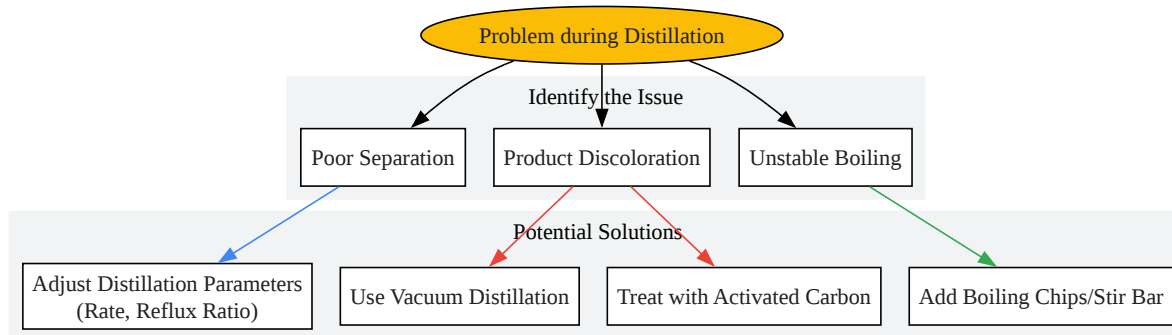 Problem during Distillation
Identify the Issue
Poor Separation
Product Discoloration
Unstable Boiling
Potential Solutions
Adjust Distillation Parameters
(Rate, Reflux Ratio)
Use Vacuum Distillation
Treat with Activated Carbon
Add Boiling Chips/Stir Bar